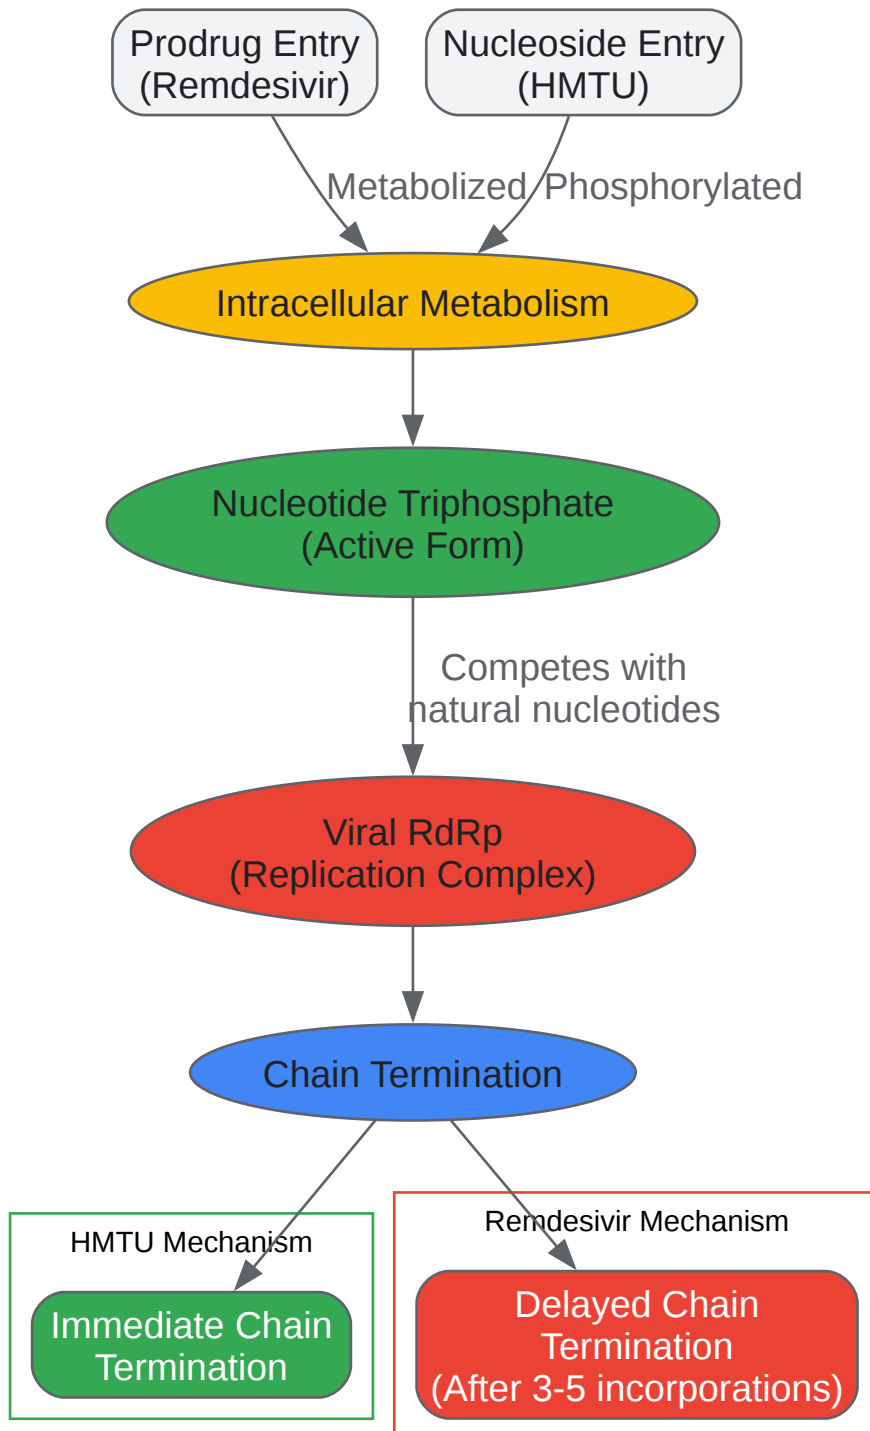 Prodrug Entry
(Remdesivir)
Nucleoside Entry
(HMTU)
Metabolized
Phosphorylated
Intracellular Metabolism
Nucleotide Triphosphate
(Active Form)
Competes with
natural nucleotides
Viral RdRp
(Replication Complex)
Chain Termination
HMTU Mechanism
Immediate Chain
Termination
Remdesivir Mechanism
Delayed Chain
Termination
(After 3-5 incorporations)